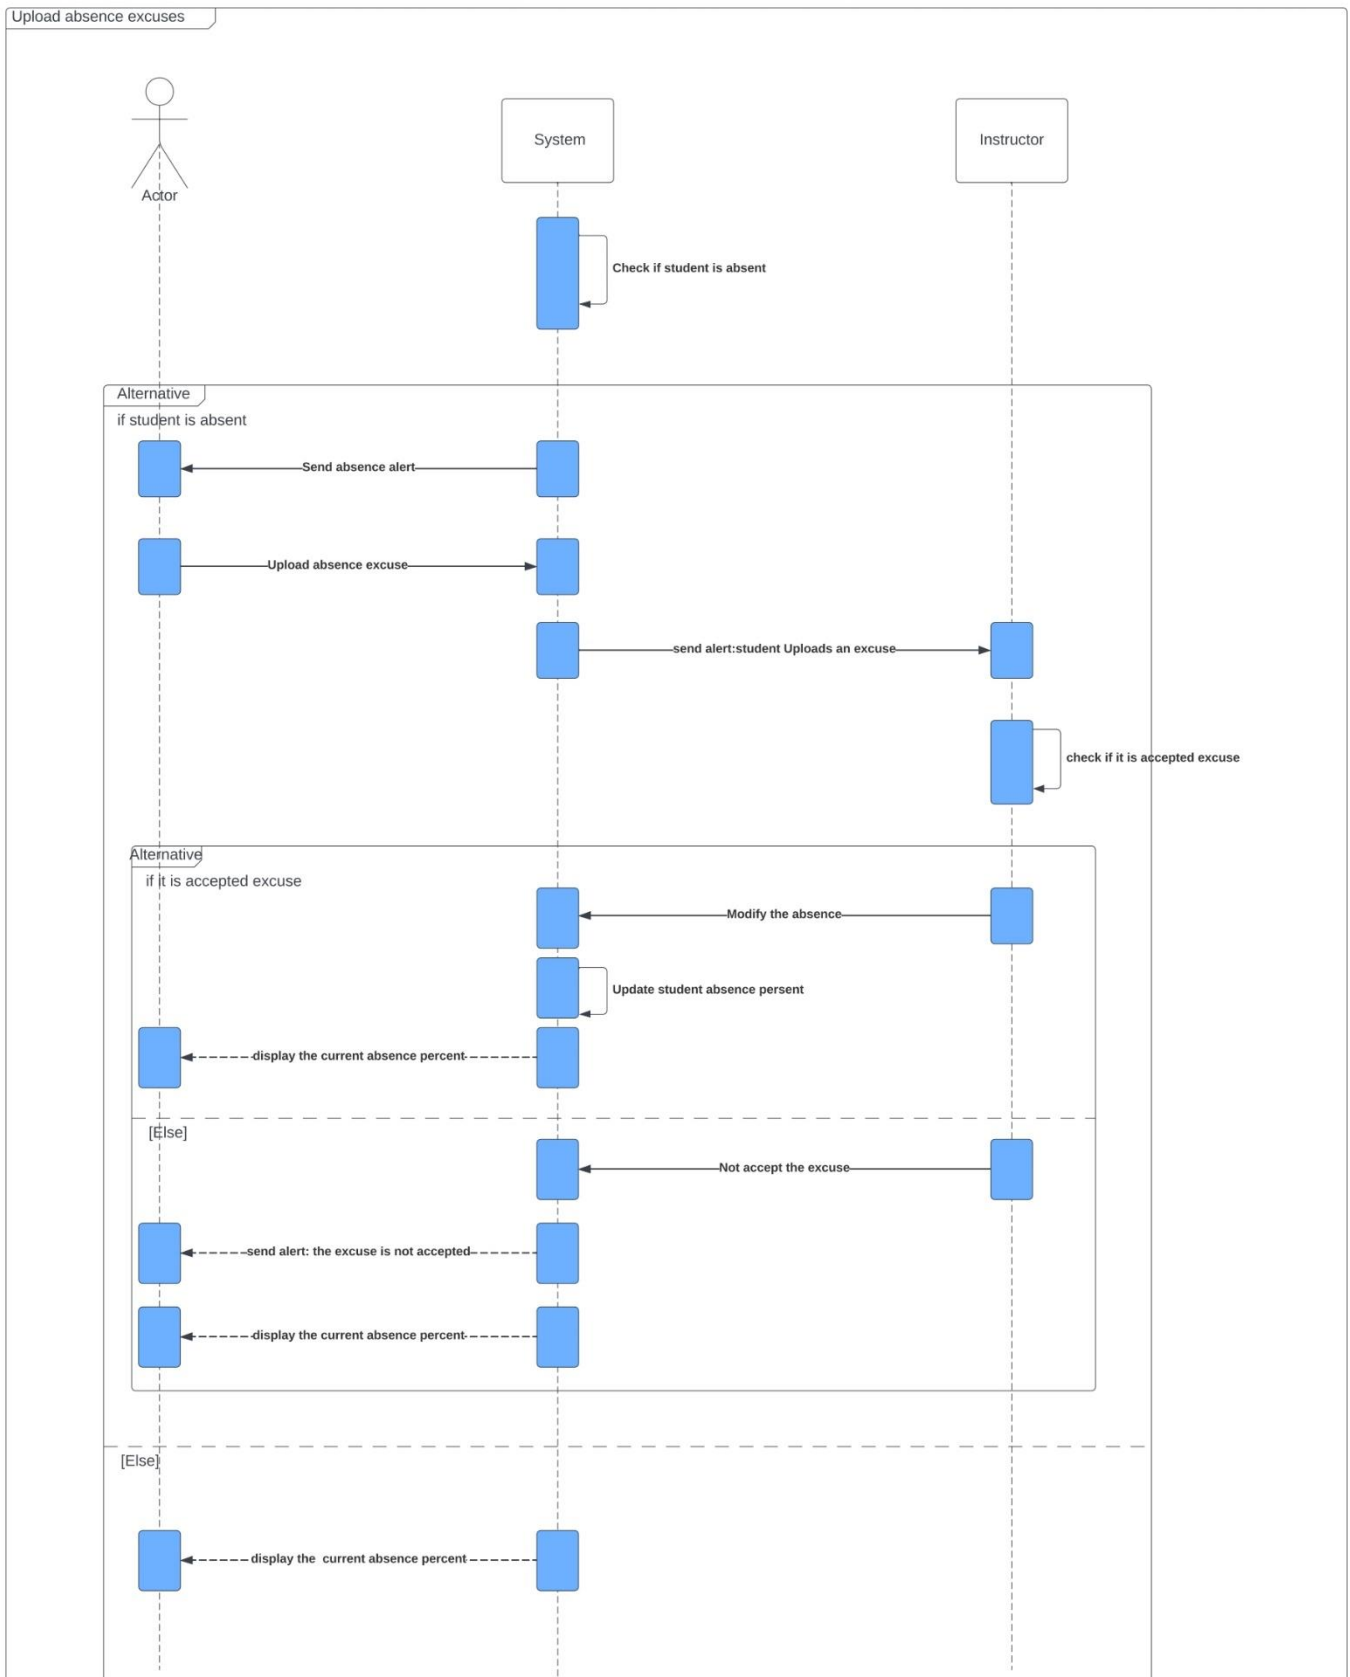 Upload absence excuses
Actor
System
Instructor
Check if student is absent
Alternative
if student is absent
Send absence alert
Upload absence excuse
send alert:student Uploads an excuse
check if it is accepted excuse
Alternative
if it is accepted excuse
Modify the absence
Update student absence persent
display the current absence percent
[Else]
Not accept the excuse
send alert: the excuse is not accepted
display the current absence percent
[Else]
display the  current absence percent